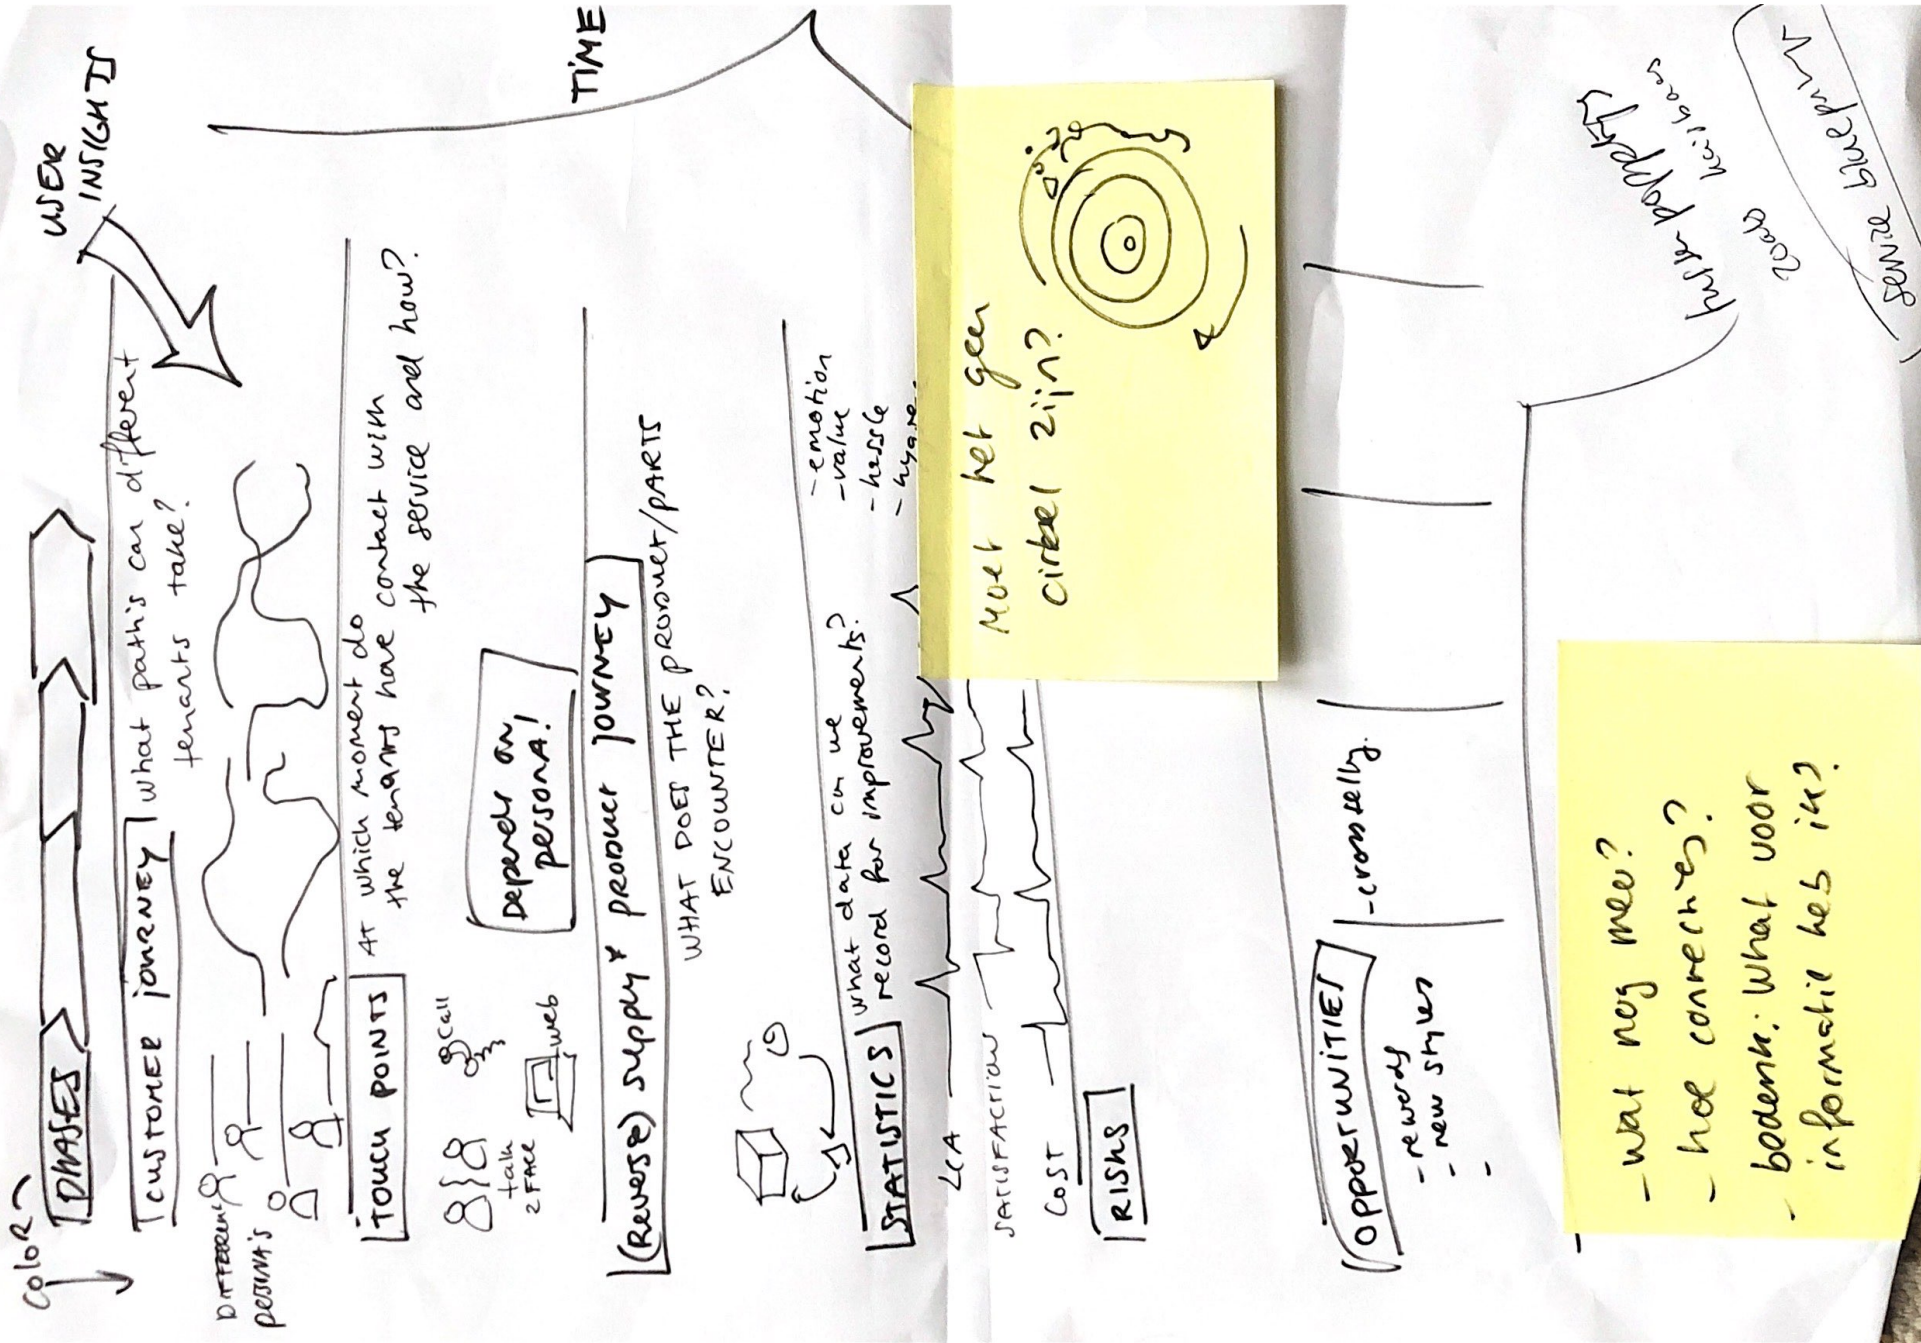 COLOR
USER
INSIGHTS
PHASES
CUSTOMER JOURNEY
what path's can different
tenants take?
DIFFERENT
persona's
TOUCH POINTS
At which moment do
the tenants have contact with
the service and how?
talk
2 FACE
call
web
Depends on
persona!
TIME
(Reverse) supply & PRODUCT JOURNEY
WHAT DOES THE PRODUCT/PARTS
ENCOUNTER?
STATISTICS
what data can we
record for improvements?
- emotion
- value
- hassle
LCA
SATISFACTION
COST
RISKS
Moet het geen
cirkel zijn?
OPPORTUNITIES
- rewards
- new styles
-
- crosselly.
zoals
service blueprint
- wat nog meer?
- hoe connecties?
- bedenk: what voor
informatie heb ik?